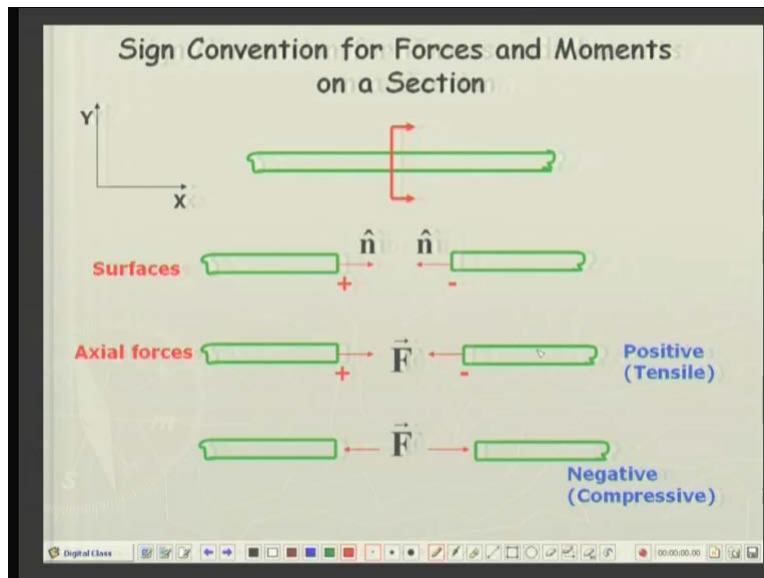 Sign Convention for Forces and Moments
on a Section
Y
X
n̂ n̂
Surfaces
+ -
Axial forces
F⃗
Positive
(Tensile)
+ -
F⃗
Negative
(Compressive)
Digital Class
00:00:00.00